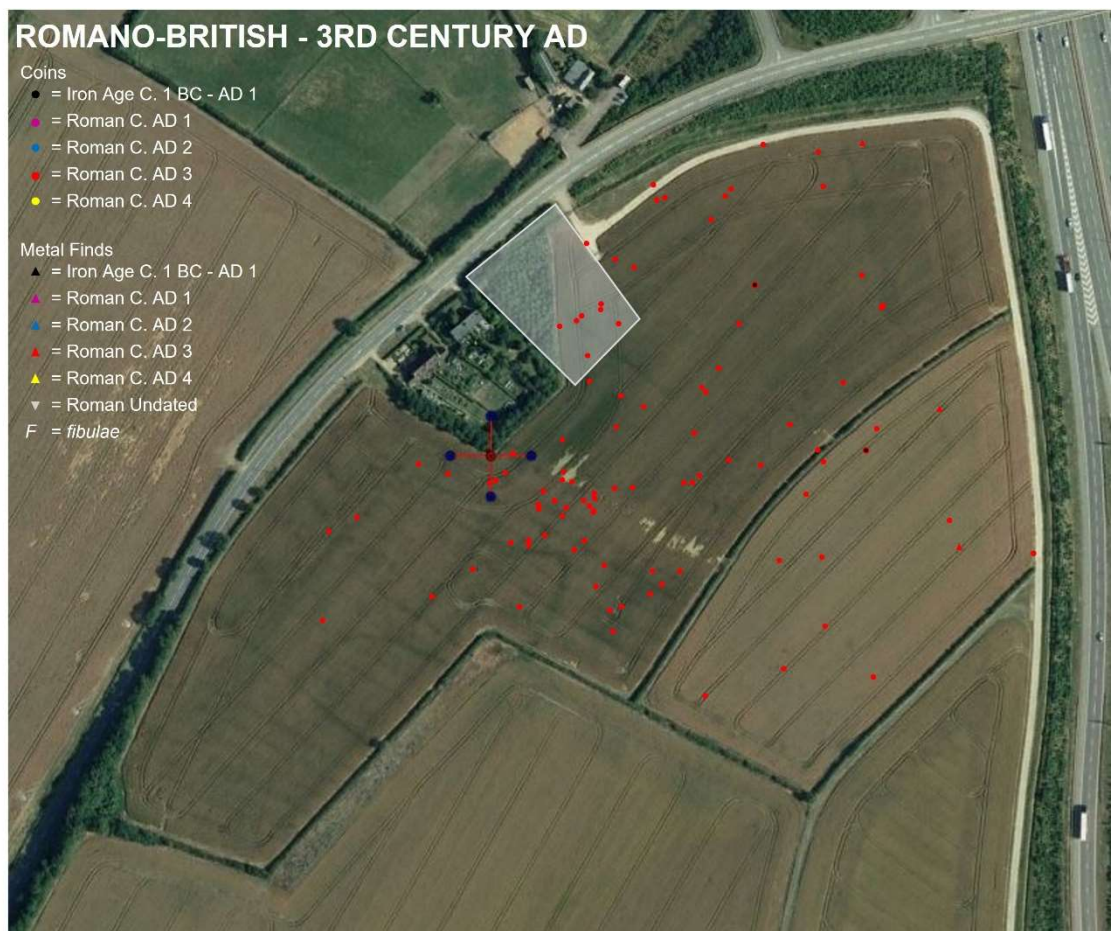 ROMANO-BRITISH - 3RD CENTURY AD
Coins
= Iron Age C. 1 BC - AD 1
= Roman C. AD 1
= Roman C. AD 2
= Roman C. AD 3
= Roman C. AD 4
Metal Finds
= Iron Age C. 1 BC - AD 1
= Roman C. AD 1
= Roman C. AD 2
= Roman C. AD 3
= Roman C. AD 4
= Roman Undated
F = fibulae